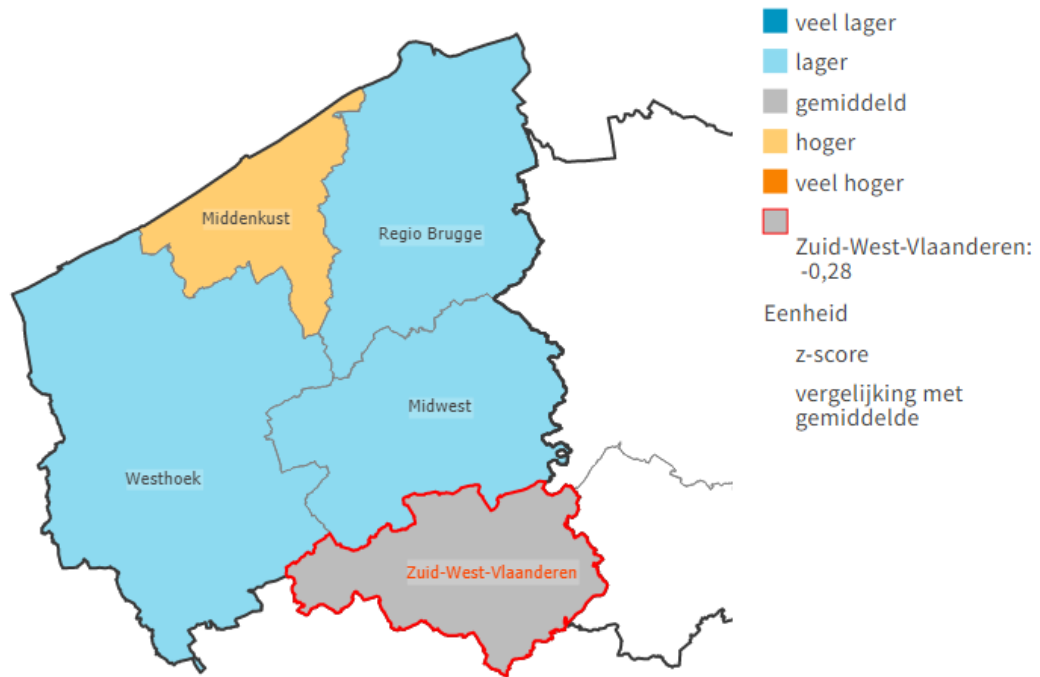 veel lager
lager
gemiddeld
hoger
veel hoger
Zuid-West-Vlaanderen:
-0,28
Eenheid
z-score
vergelijking met
gemiddelde
Middenkust
Regio Brugge
Midwest
Westhoek
Zuid-West-Vlaanderen